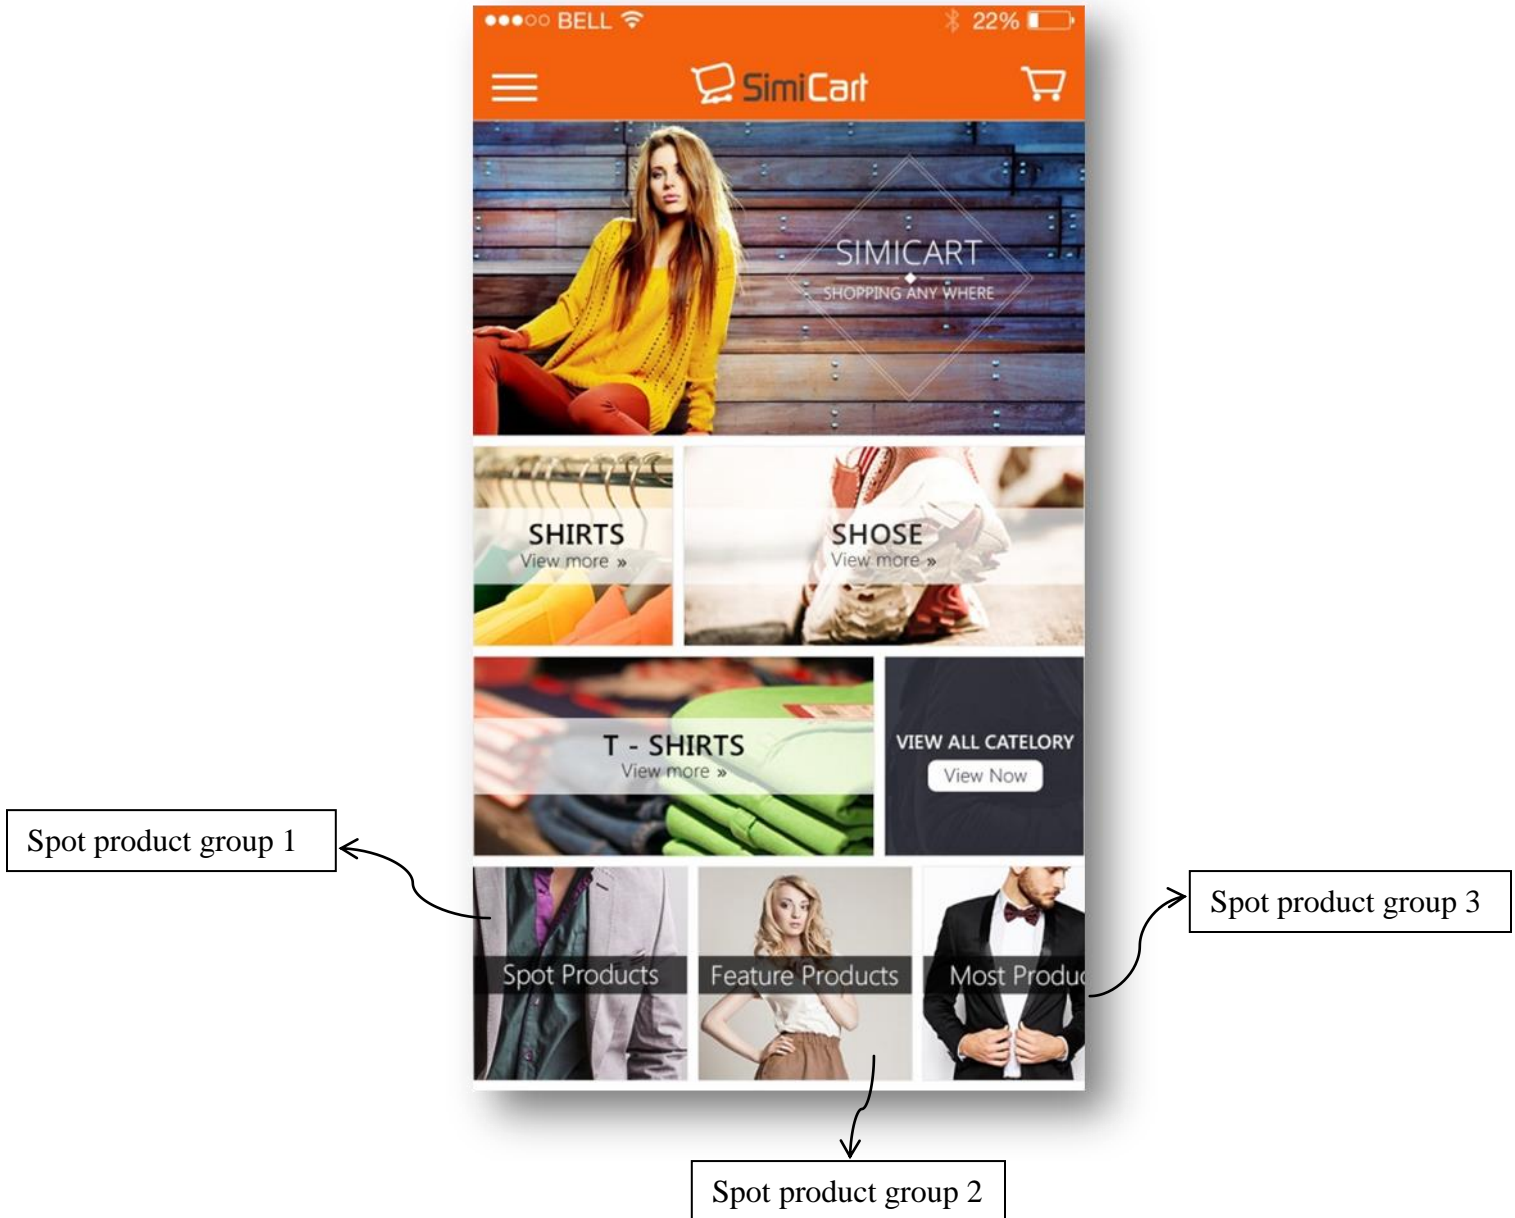 BELL
22%
SimiCart
SIMICART
SHOPPING ANY WHERE
SHIRTS
View more »
SHOSE
View more »
T - SHIRTS
View more »
VIEW ALL CATELORY
View Now
Spot product group 1
Spot product group 3
Spot Products
Feature Products
Most Produc
Spot product group 2